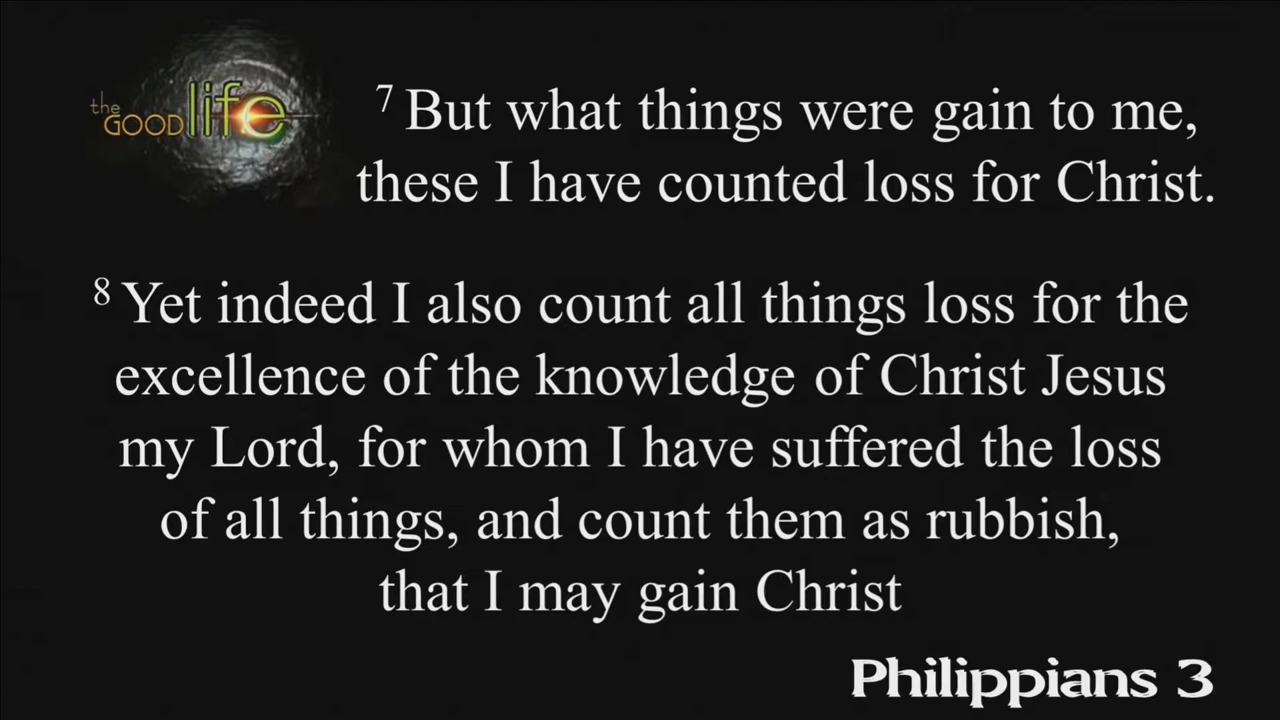 the GOOD life
7 But what things were gain to me,
these I have counted loss for Christ.
8 Yet indeed I also count all things loss for the
excellence of the knowledge of Christ Jesus
my Lord, for whom I have suffered the loss
of all things, and count them as rubbish,
that I may gain Christ
Philippians 3